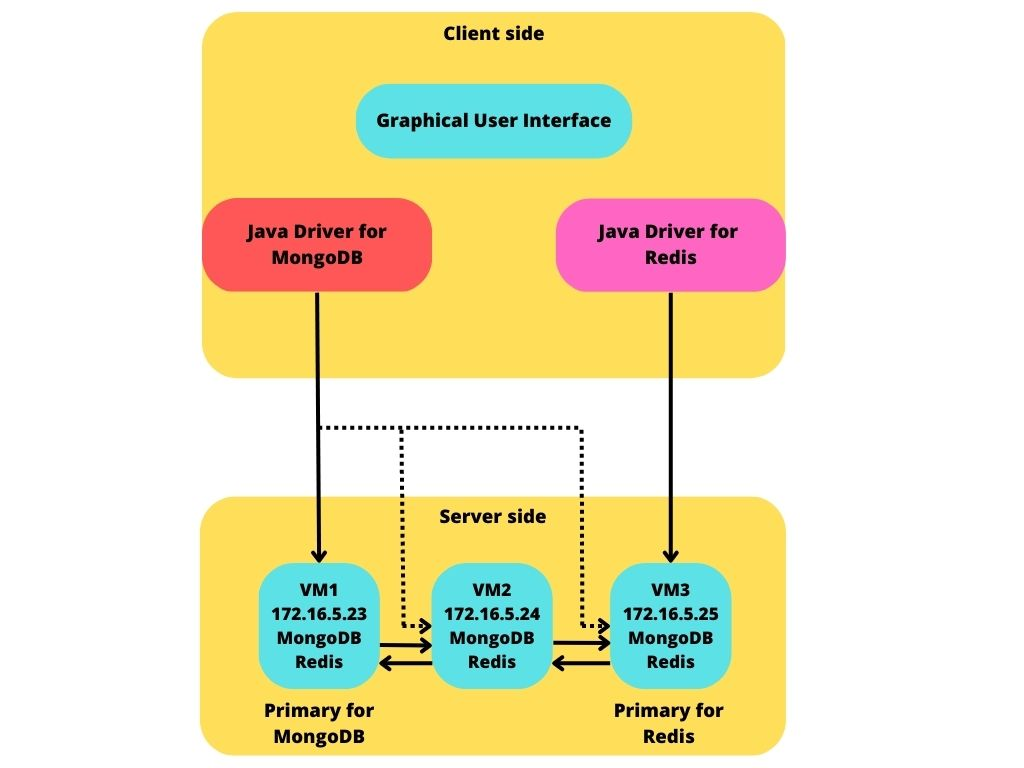 Client side
Graphical User Interface
Java Driver for
MongoDB
Java Driver for
Redis
Server side
VM1
172.16.5.23
MongoDB
Redis
VM2
172.16.5.24
MongoDB
Redis
VM3
172.16.5.25
MongoDB
Redis
Primary for
MongoDB
Primary for
Redis